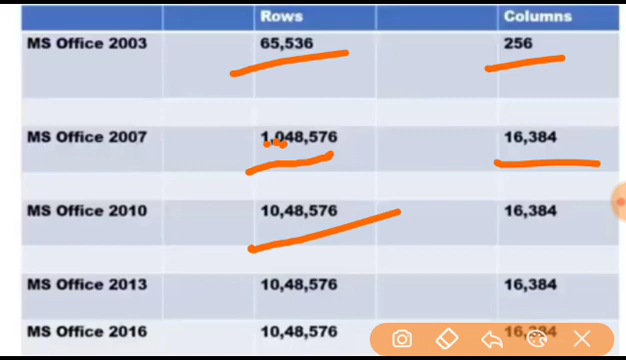 Rows Columns
MS Office 2003 65,536 256
MS Office 2007 1,048,576 16,384
MS Office 2010 10,48,576 16,384
MS Office 2013 10,48,576 16,384
MS Office 2016 10,48,576 16,384